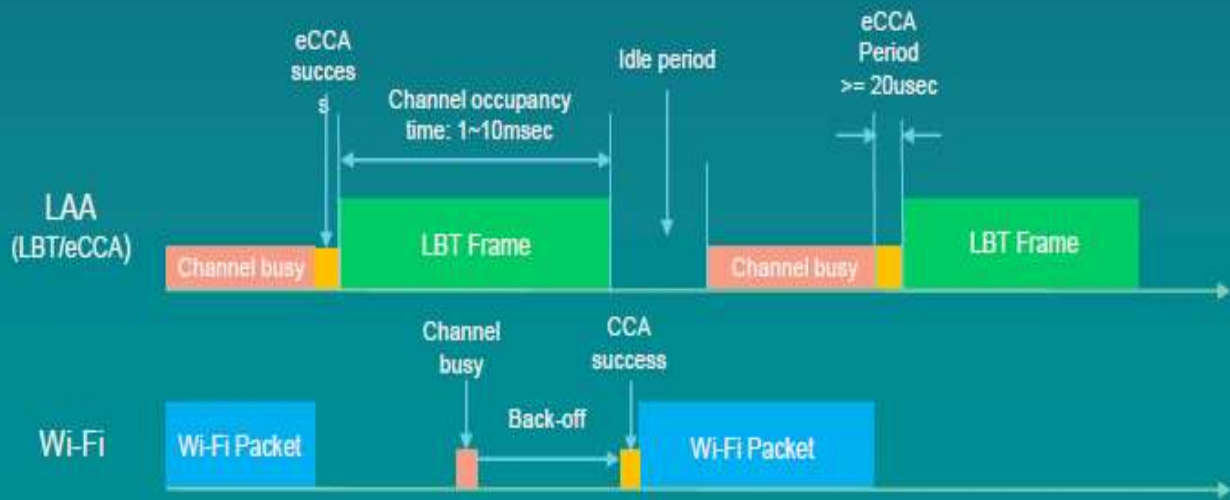 eCCA
succes
s
Channel occupancy
time: 1~10msec
Idle period
eCCA
Period
>= 20usec
LAA
(LBT/eCCA)
Channel busy
LBT Frame
Channel busy
LBT Frame
Channel
busy
CCA
success
Back-off
Wi-Fi
Wi-Fi Packet
Wi-Fi Packet